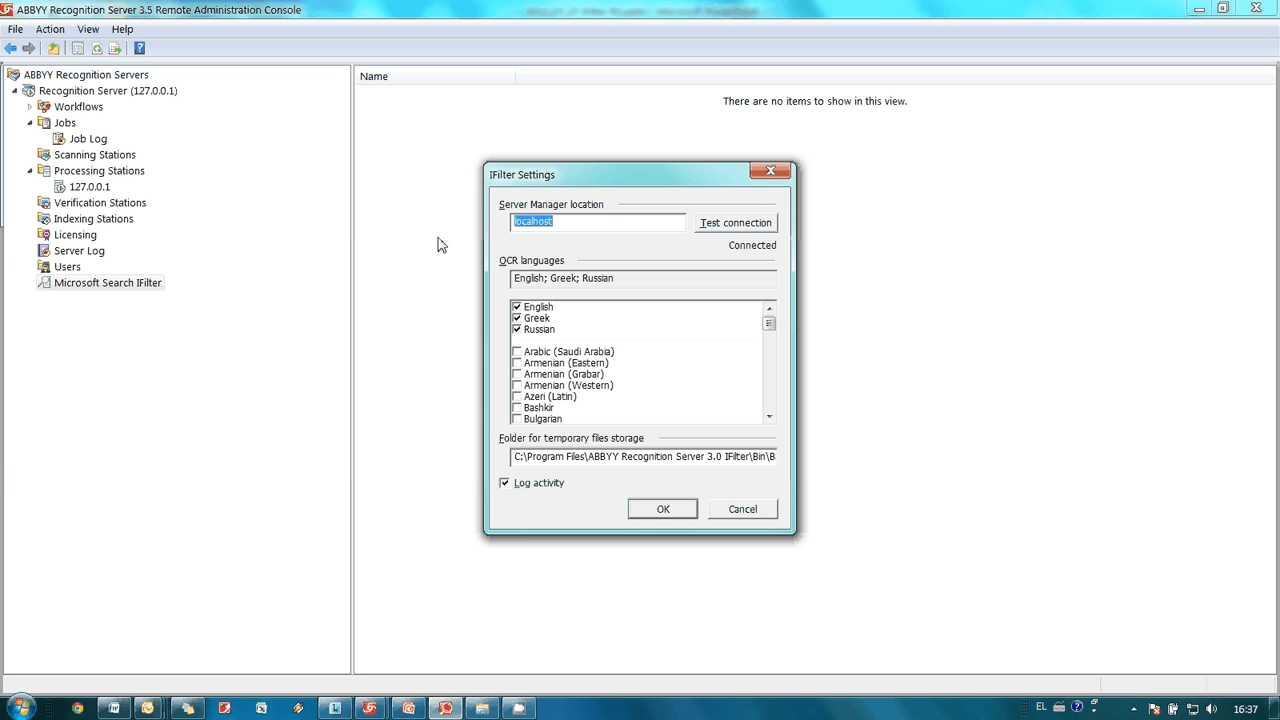 ABBYY Recognition Server 3.5 Remote Administration Console
File Action View Help
ABBYY Recognition Servers
Recognition Server (127.0.0.1)
Workflows
Jobs
Job Log
Scanning Stations
Processing Stations
127.0.0.1
Verification Stations
Indexing Stations
Licensing
Server Log
Users
Microsoft Search IFilter
Name
There are no items to show in this view.
IFilter Settings
Server Manager location
localhost
Test connection
Connected
OCR languages
English; Greek; Russian
English
Greek
Russian
Arabic (Saudi Arabia)
Armenian (Eastern)
Armenian (Grabar)
Armenian (Western)
Azeri (Latin)
Bashkir
Bulgarian
Folder for temporary files storage
C:\Program Files\ABBYY Recognition Server 3.0 IFilter\Bin\B
Log activity
OK Cancel
EL 16:37